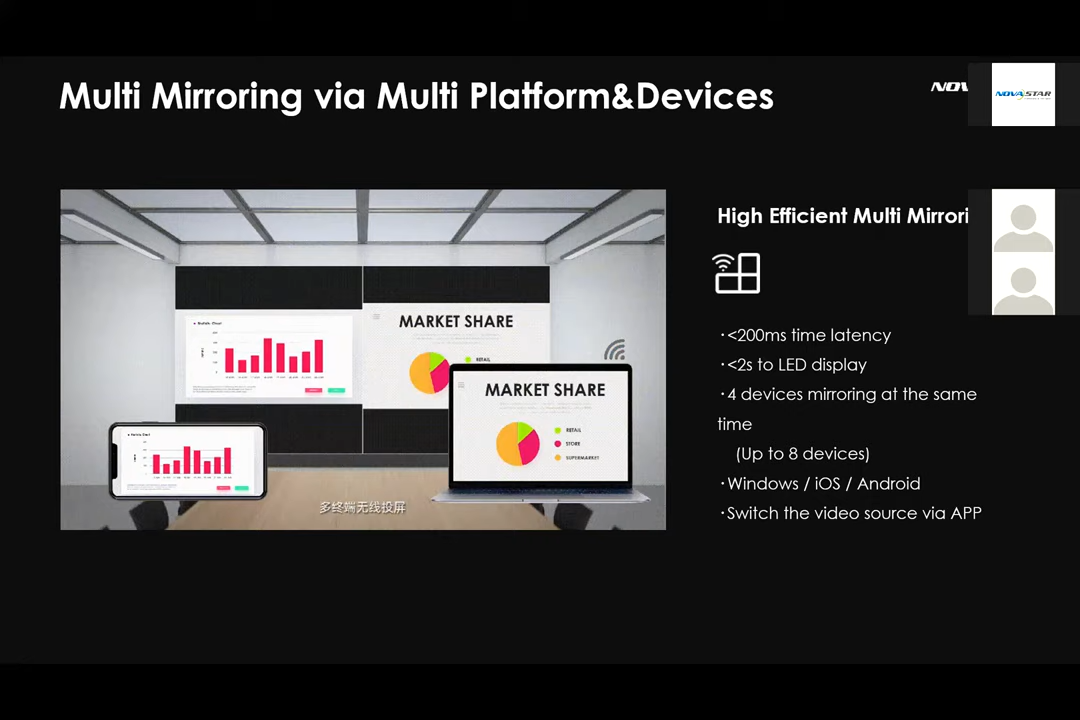 Multi Mirroring via Multi Platform&Devices
NOV
NOVASTAR
High Efficient Multi Mirrori
·<200ms time latency
·<2s to LED display
·4 devices mirroring at the same
time
(Up to 8 devices)
·Windows / iOS / Android
·Switch the video source via APP
MARKET SHARE
RETAIL
MARKET SHARE
RETAIL
STORE
SUPERMARKET
多终端无线投屏